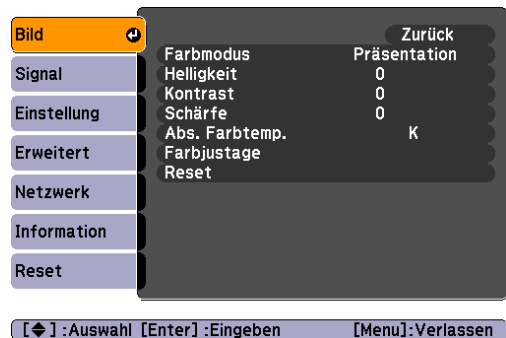 Bild
Signal
Einstellung
Erweitert
Netzwerk
Information
Reset
Zurück
Farbmodus Präsentation
Helligkeit 0
Kontrast 0
Schärfe 0
Abs. Farbtemp. K
Farbjustage
Reset
[◆] :Auswahl [Enter] :Eingeben [Menu]:Verlassen